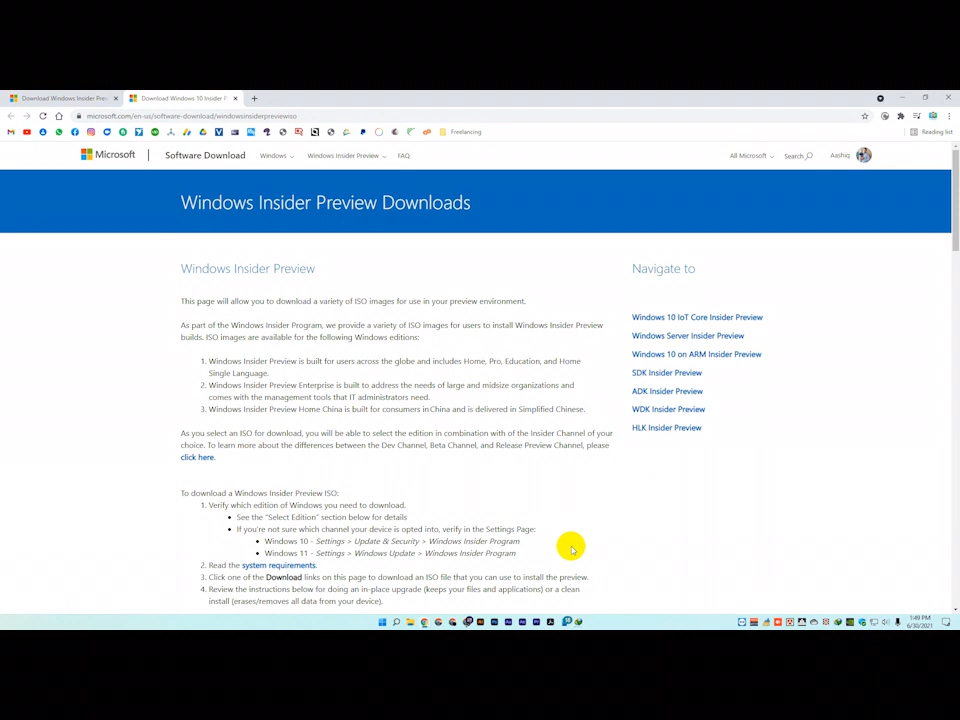 Download Windows Insider Prev
Download Windows 10 Insider P
microsoft.com/en-us/software-download/windowsinsiderpreviewiso
Freelancing
Reading list
Microsoft
Software Download
Windows
Windows Insider Preview
FAQ
All Microsoft
Search
Aashiq
Windows Insider Preview Downloads
Windows Insider Preview
This page will allow you to download a variety of ISO images for use in your preview environment.
As part of the Windows Insider Program, we provide a variety of ISO images for users to install Windows Insider Preview
builds. ISO images are available for the following Windows editions:
1. Windows Insider Preview is built for users across the globe and includes Home, Pro, Education, and Home
Single Language.
2. Windows Insider Preview Enterprise is built to address the needs of large and midsize organizations and
comes with the management tools that IT administrators need.
3. Windows Insider Preview Home China is built for consumers in China and is delivered in Simplified Chinese.
As you select an ISO for download, you will be able to select the edition in combination with of the Insider Channel of your
choice. To learn more about the differences between the Dev Channel, Beta Channel, and Release Preview Channel, please
click here.
To download a Windows Insider Preview ISO:
1. Verify which edition of Windows you need to download.
• See the "Select Edition" section below for details
• If you're not sure which channel your device is opted into, verify in the Settings Page:
• Windows 10 - Settings > Update & Security > Windows Insider Program
• Windows 11 - Settings > Windows Update > Windows Insider Program
2. Read the system requirements.
3. Click one of the Download links on this page to download an ISO file that you can use to install the preview.
4. Review the instructions below for doing an in-place upgrade (keeps your files and applications) or a clean
install (erases/removes all data from your device).
Navigate to
Windows 10 IoT Core Insider Preview
Windows Server Insider Preview
Windows 10 on ARM Insider Preview
SDK Insider Preview
ADK Insider Preview
WDK Insider Preview
HLK Insider Preview
1:49 PM
6/30/2021